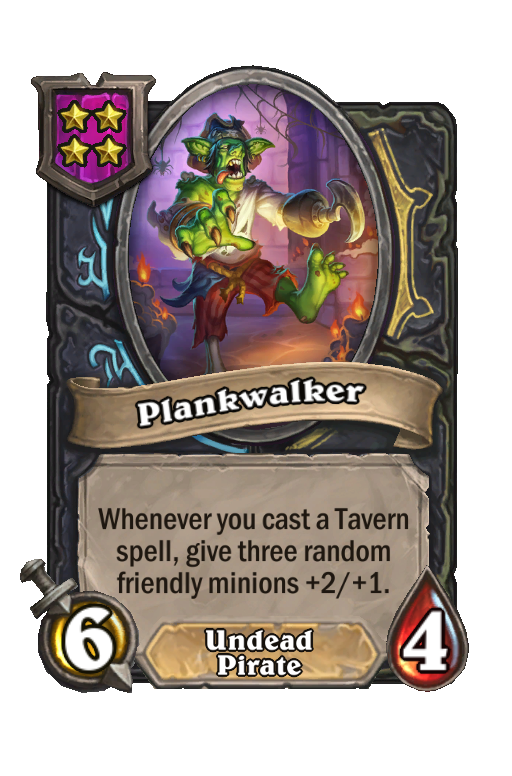 Plankwalker
Whenever you cast a Tavern
spell, give three random
friendly minions +2/+1.
6
Undead
Pirate
4